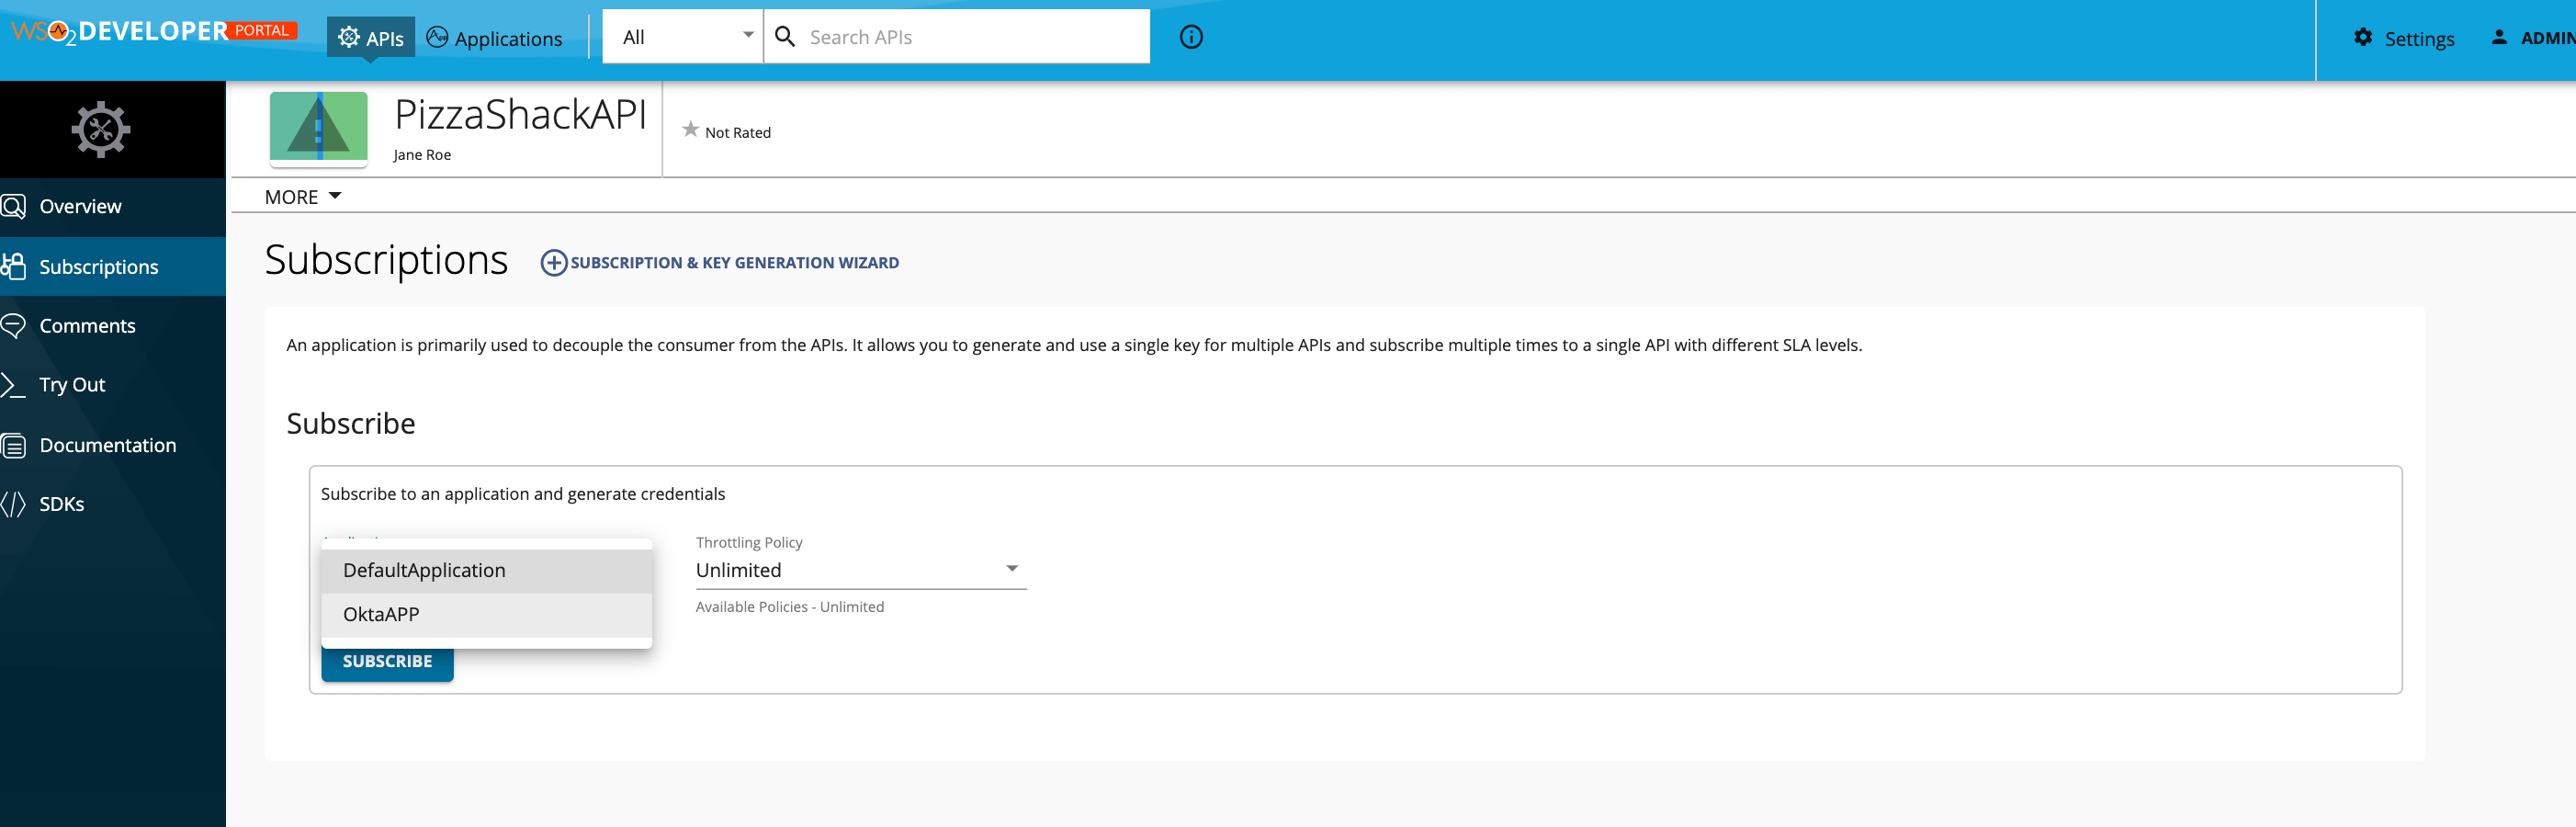 WSO2 DEVELOPER PORTAL
APIs
Applications
All
Search APIs
Settings
PizzaShackAPI
Jane Roe
Not Rated
MORE
Overview
Subscriptions
Comments
Try Out
Documentation
SDKs
Subscriptions
SUBSCRIPTION & KEY GENERATION WIZARD
An application is primarily used to decouple the consumer from the APIs. It allows you to generate and use a single key for multiple APIs and subscribe multiple times to a single API with different SLA levels.
Subscribe
Subscribe to an application and generate credentials
DefaultApplication
OktaAPP
Throttling Policy
Unlimited
Available Policies - Unlimited
SUBSCRIBE